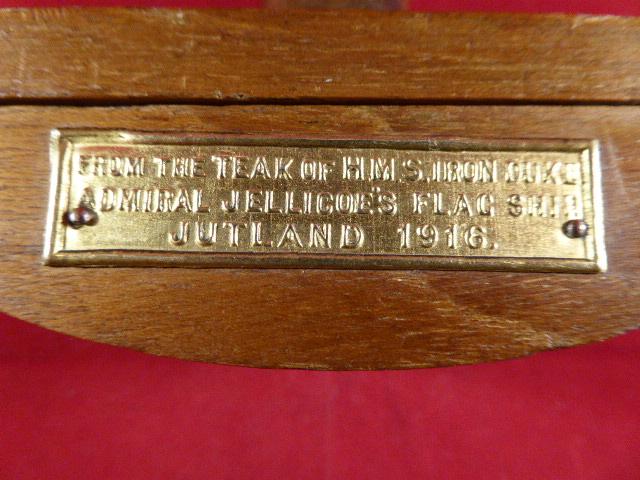 FROM THE TEAK OF H.M.S. IRON DUKE
ADMIRAL JELLICOE'S FLAG SHIP
JUTLAND 1916.